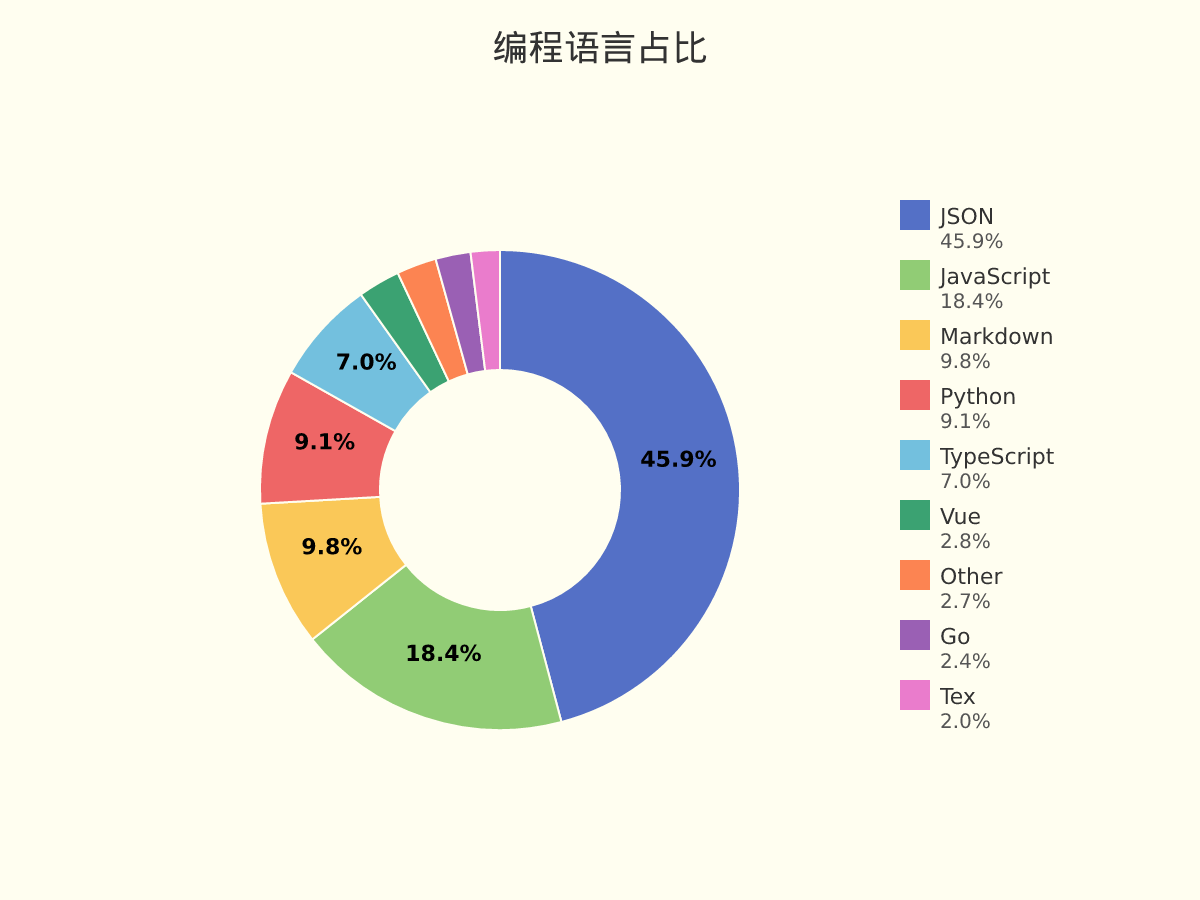 编程语言占比
45.9%
18.4%
9.8%
9.1%
7.0%
JSON
45.9%
JavaScript
18.4%
Markdown
9.8%
Python
9.1%
TypeScript
7.0%
Vue
2.8%
Other
2.7%
Go
2.4%
Tex
2.0%